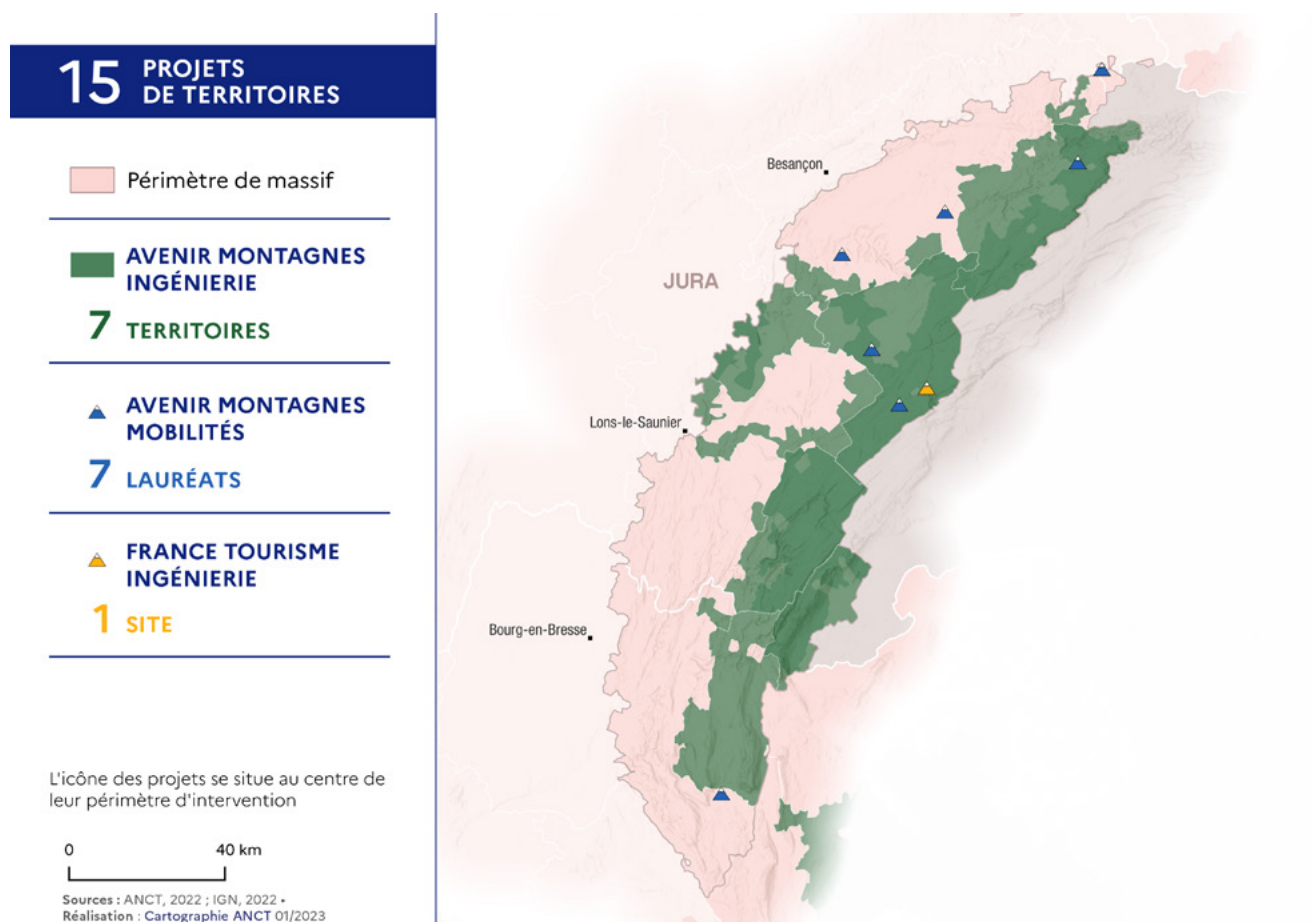 15 PROJETS
DE TERRITOIRES
Périmètre de massif
AVENIR MONTAGNES
INGÉNIERIE
7 TERRITOIRES
AVENIR MONTAGNES
MOBILITÉS
7 LAURÉATS
FRANCE TOURISME
INGÉNIERIE
1 SITE
L'icône des projets se situe au centre de
leur périmètre d'intervention
0 40 km
Sources : ANCT, 2022 ; IGN, 2022 •
Réalisation : Cartographie ANCT 01/2023
Besançon
JURA
Lons-le-Saunier
Bourg-en-Bresse